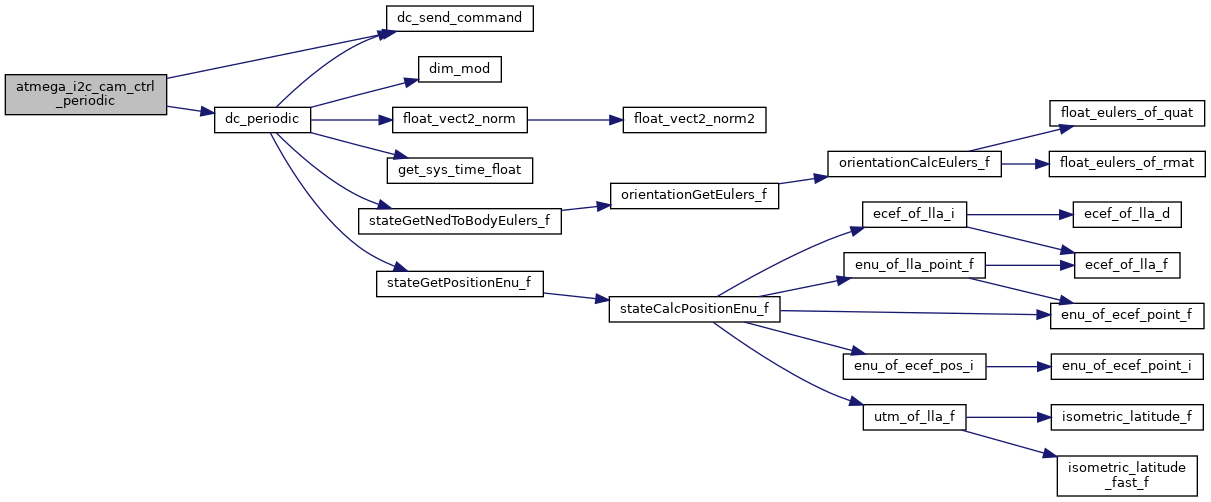 atmega_i2c_cam_ctrl
_periodic
dc_periodic
dc_send_command
dim_mod
float_vect2_norm
float_vect2_norm2
get_sys_time_float
stateGetNedToBodyEulers_f
orientationGetEulers_f
orientationCalcEulers_f
float_eulers_of_quat
float_eulers_of_rmat
stateGetPositionEnu_f
stateCalcPositionEnu_f
ecef_of_lla_i
ecef_of_lla_d
ecef_of_lla_f
enu_of_lla_point_f
enu_of_ecef_point_f
enu_of_ecef_pos_i
enu_of_ecef_point_i
utm_of_lla_f
isometric_latitude_f
isometric_latitude
_fast_f